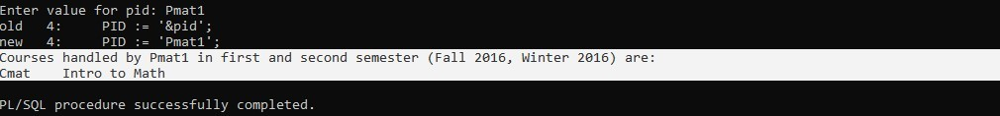 Enter value for pid: Pmat1
old   4:     PID := '&pid';
new   4:     PID := 'Pmat1';
Courses handled by Pmat1 in first and second semester (Fall 2016, Winter 2016) are:
Cmat    Intro to Math
PL/SQL procedure successfully completed.